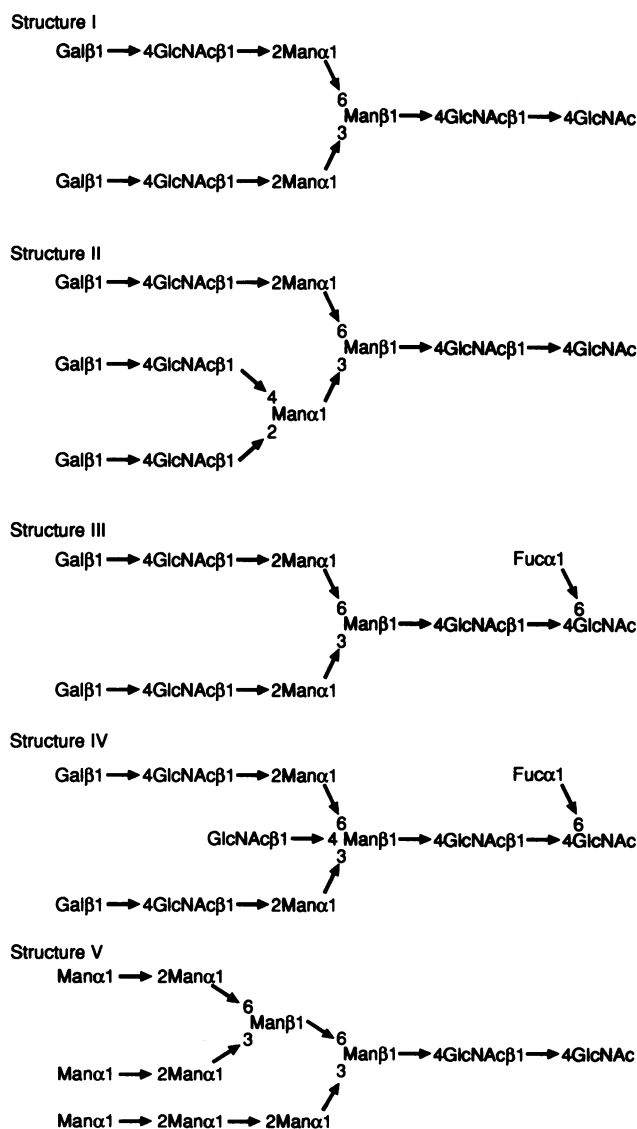 Structure I
Galβ1 → 4GlcNAcβ1 → 2Manα1
6
Manβ1 → 4GlcNAcβ1 → 4GlcNAc
3
Galβ1 → 4GlcNAcβ1 → 2Manα1
Structure II
Galβ1 → 4GlcNAcβ1 → 2Manα1
6
Manβ1 → 4GlcNAcβ1 → 4GlcNAc
3
Galβ1 → 4GlcNAcβ1
4
Manα1
2
Galβ1 → 4GlcNAcβ1
Structure III
Galβ1 → 4GlcNAcβ1 → 2Manα1 Fucα1
6 6
Manβ1 → 4GlcNAcβ1 → 4GlcNAc
3
Galβ1 → 4GlcNAcβ1 → 2Manα1
Structure IV
Galβ1 → 4GlcNAcβ1 → 2Manα1 Fucα1
6 6
GlcNAcβ1 → 4 Manβ1 → 4GlcNAcβ1 → 4GlcNAc
3
Galβ1 → 4GlcNAcβ1 → 2Manα1
Structure V
Manα1 → 2Manα1
6
Manβ1
3
6
Manβ1 → 4GlcNAcβ1 → 4GlcNAc
3
Manα1 → 2Manα1
Manα1 → 2Manα1 → 2Manα1